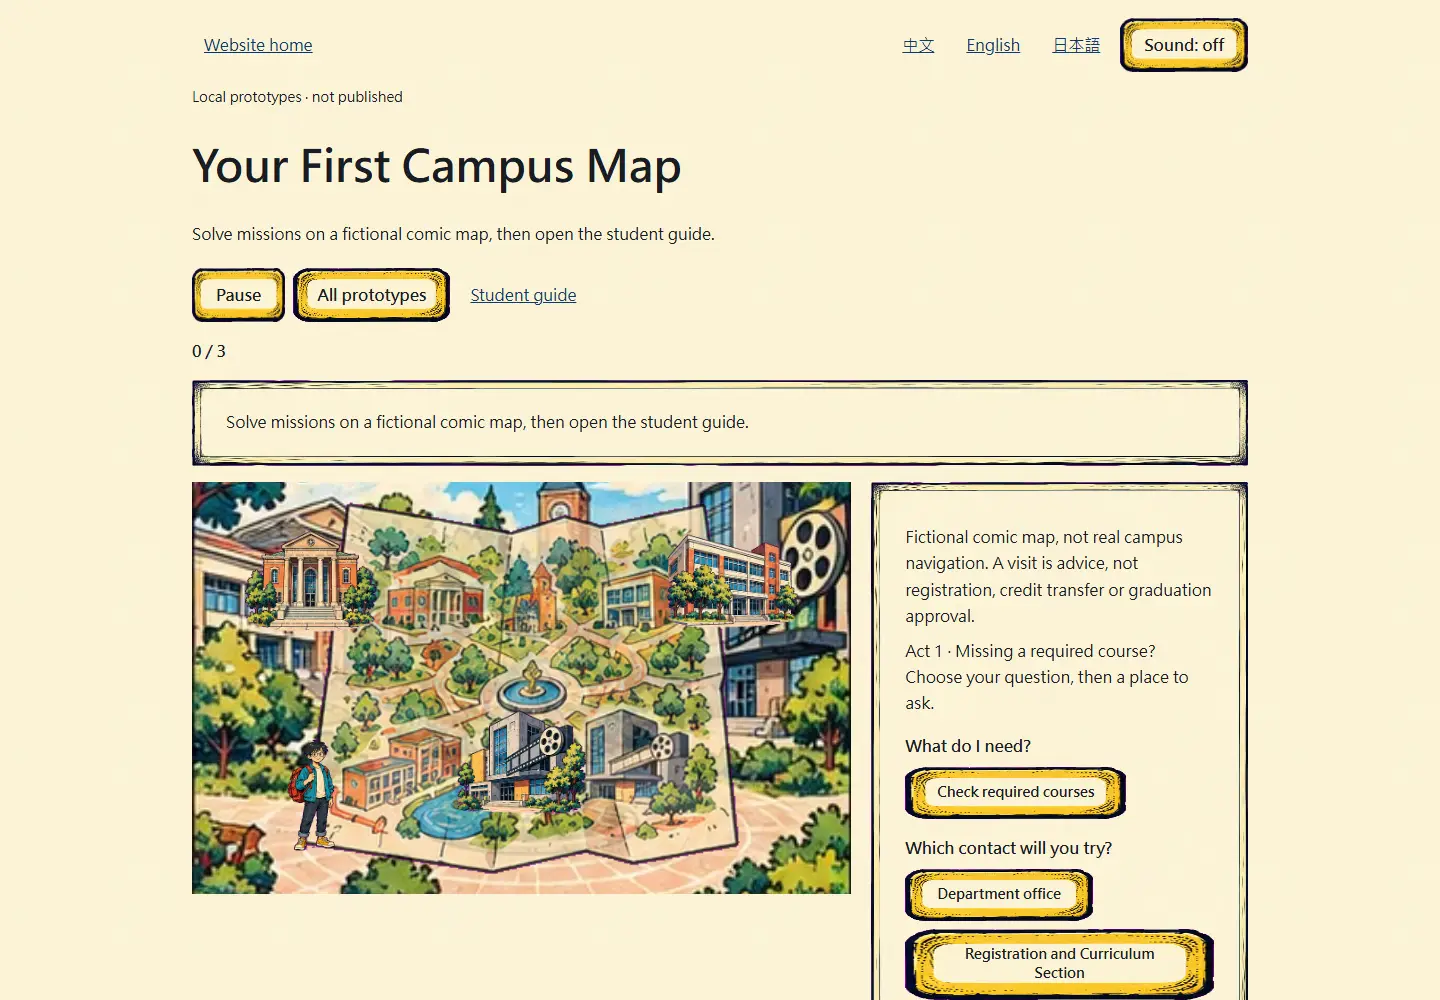 Website home
中文
English
日本語
Sound: off
Local prototypes · not published
Your First Campus Map
Solve missions on a fictional comic map, then open the student guide.
Pause
All prototypes
Student guide
0 / 3
Solve missions on a fictional comic map, then open the student guide.
Fictional comic map, not real campus
navigation. A visit is advice, not
registration, credit transfer or graduation
approval.
Act 1 · Missing a required course?
Choose your question, then a place to
ask.
What do I need?
Check required courses
Which contact will you try?
Department office
Registration and Curriculum
Section